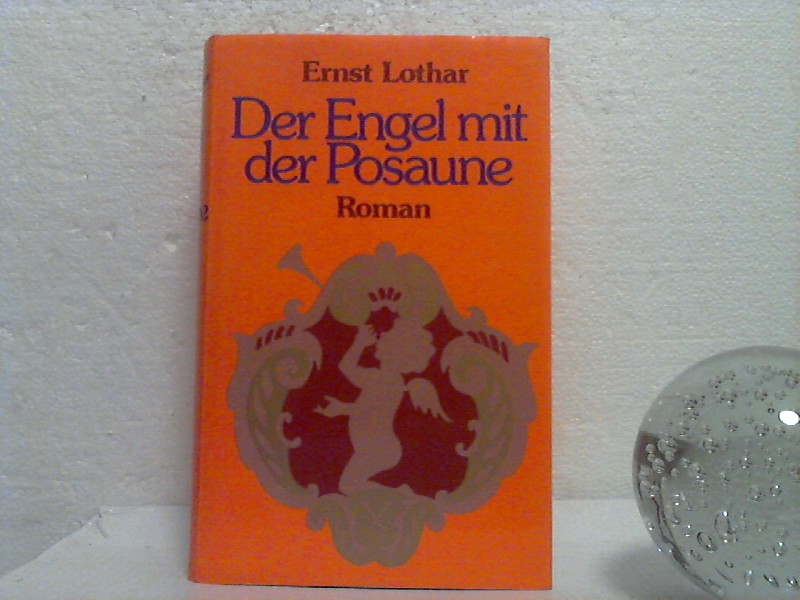 Ernst Lothar
Der Engel mit
der Posaune
Roman